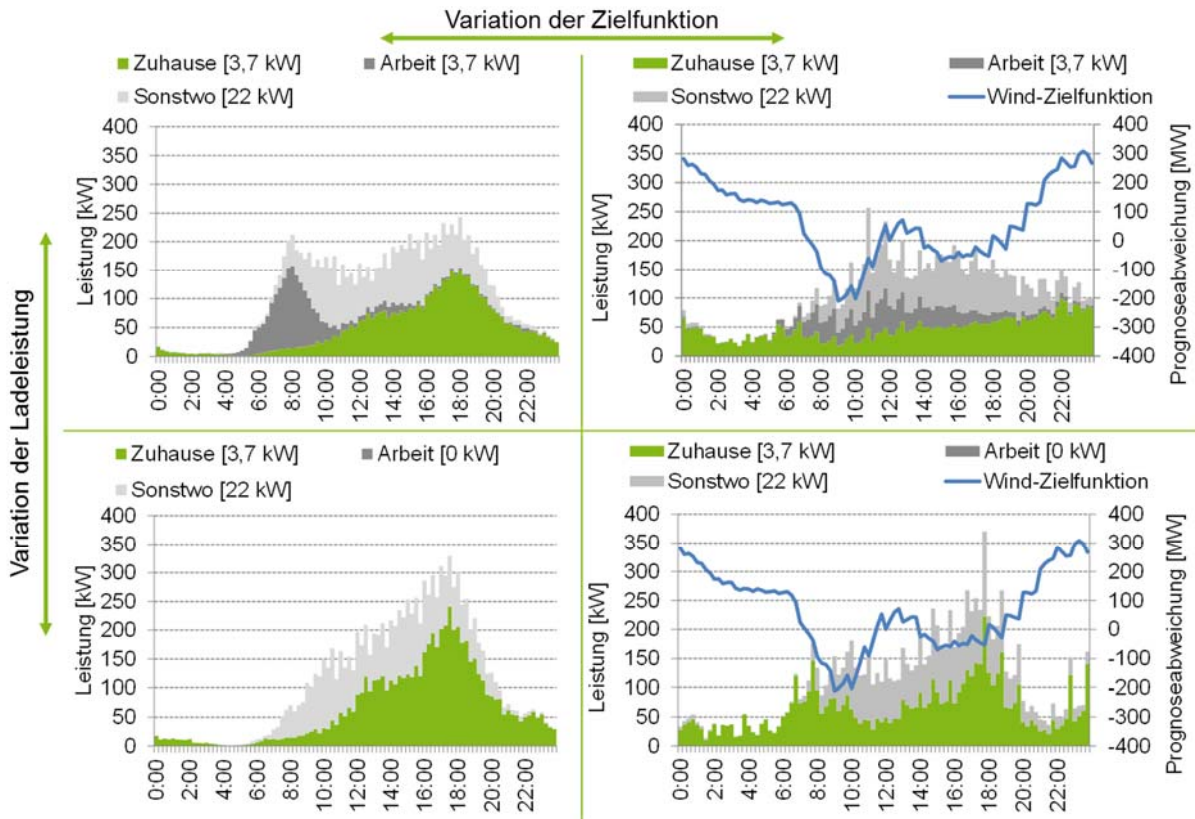 Variation der Zielfunktion
Variation der Ladeleistung
Zuhause [3,7 kW] Arbeit [3,7 kW]
Sonstwo [22 kW]
Leistung [kW]
400
350
300
250
200
150
100
50
0
0:00 2:00 4:00 6:00 8:00 10:00 12:00 14:00 16:00 18:00 20:00 22:00
Zuhause [3,7 kW] Arbeit [3,7 kW]
Sonstwo [22 kW] Wind-Zielfunktion
Leistung [kW]
400
350
300
250
200
150
100
50
0
400
300
200
100
0
-100
-200
-300
-400
Prognoseabweichung [MW]
0:00 2:00 4:00 6:00 8:00 10:00 12:00 14:00 16:00 18:00 20:00 22:00
Zuhause [3,7 kW] Arbeit [0 kW]
Sonstwo [22 kW]
Leistung [kW]
400
350
300
250
200
150
100
50
0
0:00 2:00 4:00 6:00 8:00 10:00 12:00 14:00 16:00 18:00 20:00 22:00
Zuhause [3,7 kW] Arbeit [0 kW]
Sonstwo [22 kW] Wind-Zielfunktion
Leistung [kW]
400
350
300
250
200
150
100
50
0
400
300
200
100
0
-100
-200
-300
-400
Prognoseabweichung [MW]
0:00 2:00 4:00 6:00 8:00 10:00 12:00 14:00 16:00 18:00 20:00 22:00